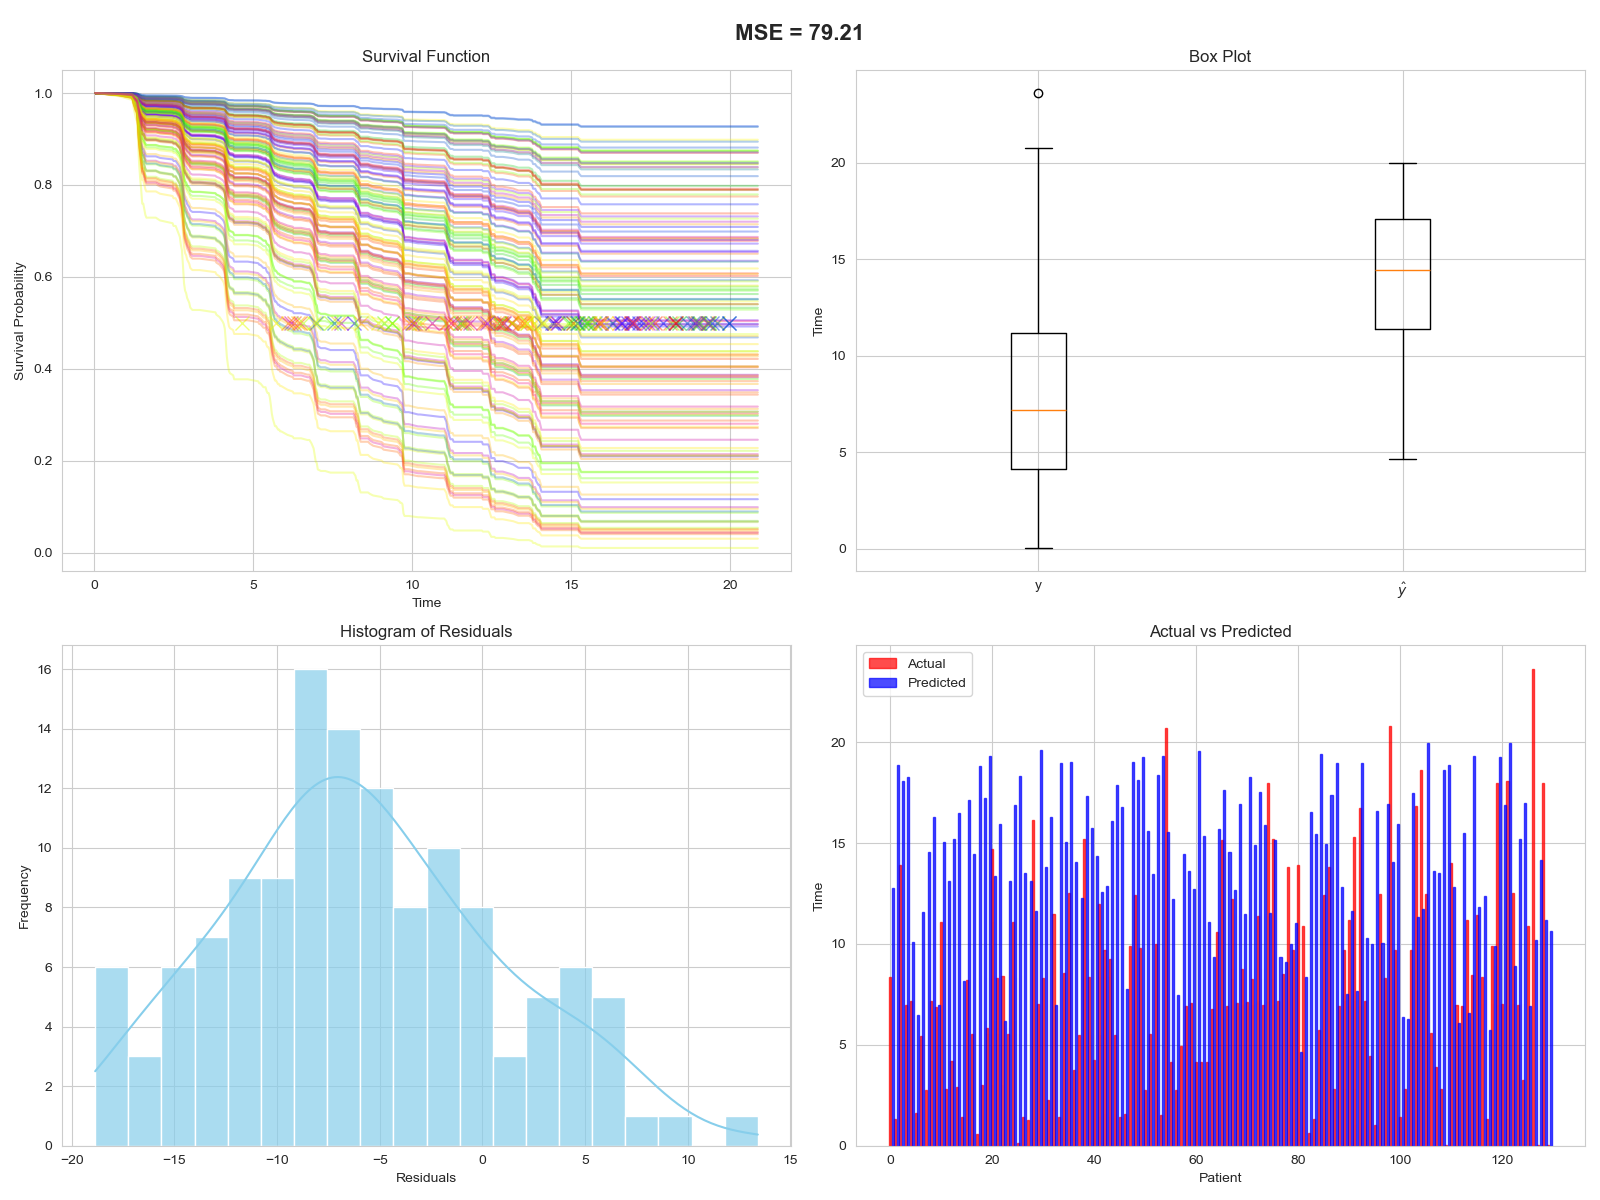 MSE = 79.21
Survival Function
1.0
0.8
0.6
0.4
0.2
0.0
Survival Probability
0 5 10 15 20
Time
Box Plot
20
15
10
5
0
Time
y ŷ
Histogram of Residuals
16
14
12
10
8
6
4
2
0
Frequency
−20 −15 −10 −5 0 5 10 15
Residuals
Actual vs Predicted
Actual
Predicted
20
15
10
5
0
Time
0 20 40 60 80 100 120
Patient